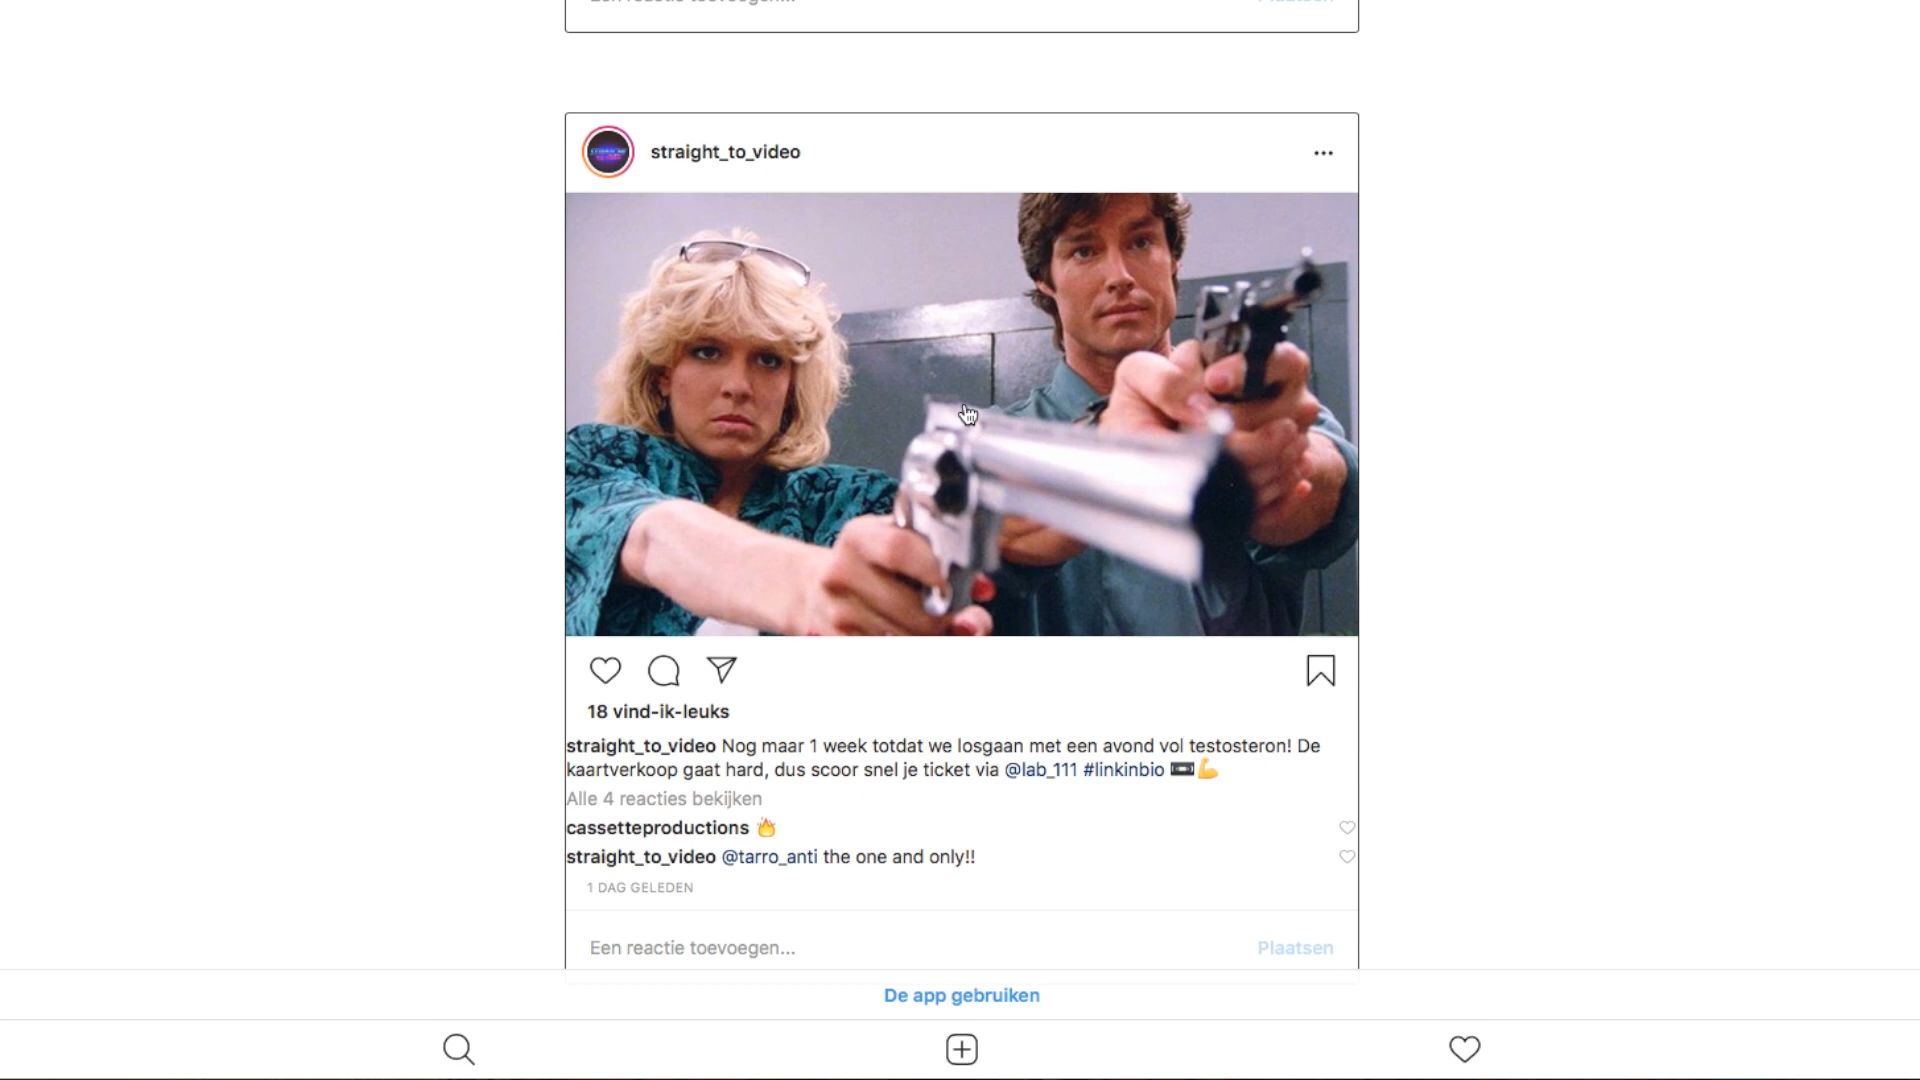 straight_to_video
18 vind-ik-leuks
straight_to_video Nog maar 1 week totdat we losgaan met een avond vol testosteron! De
kaartverkoop gaat hard, dus scoor snel je ticket via @lab_111 #linkinbio 📼💪
Alle 4 reacties bekijken
cassetteproductions 🔥
straight_to_video @tarro_anti the one and only!!
1 DAG GELEDEN
Een reactie toevoegen...
Plaatsen
De app gebruiken